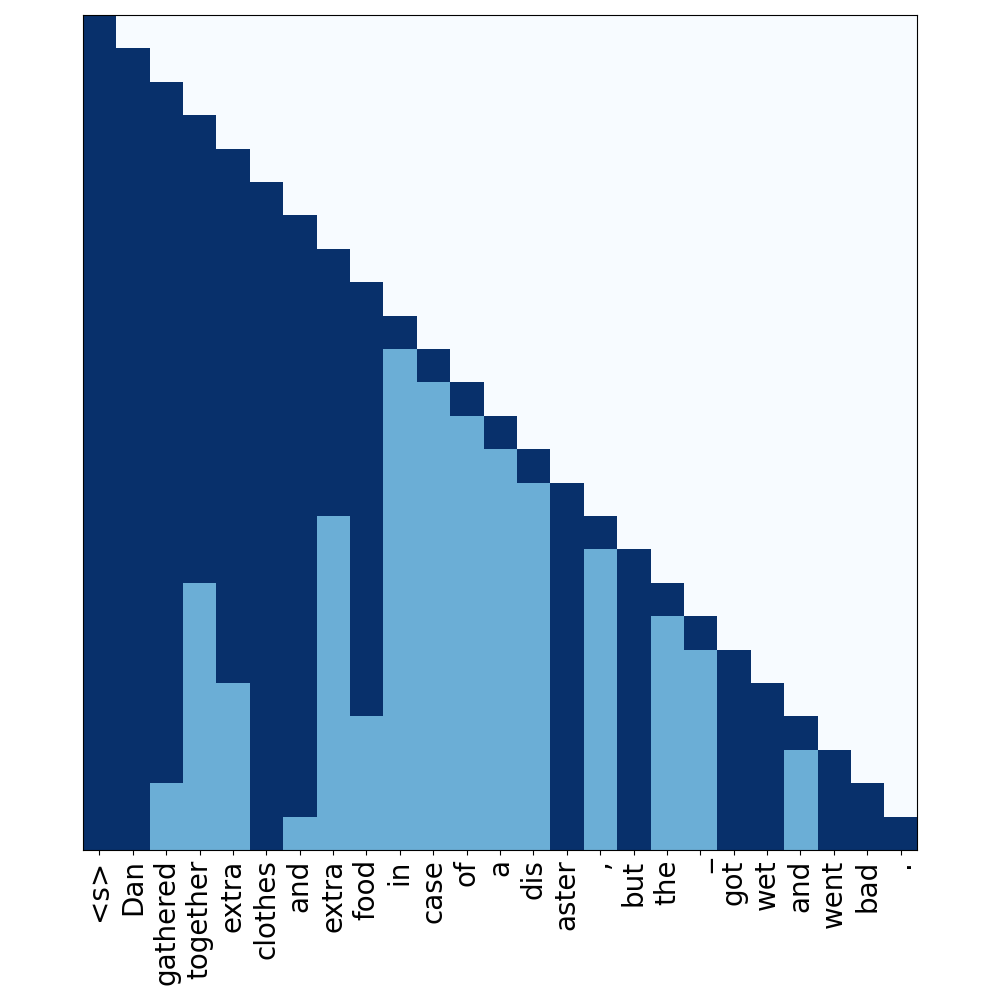 <s> Dan gathered together extra clothes and extra food in case of a dis aster , but the _ got wet and went bad .